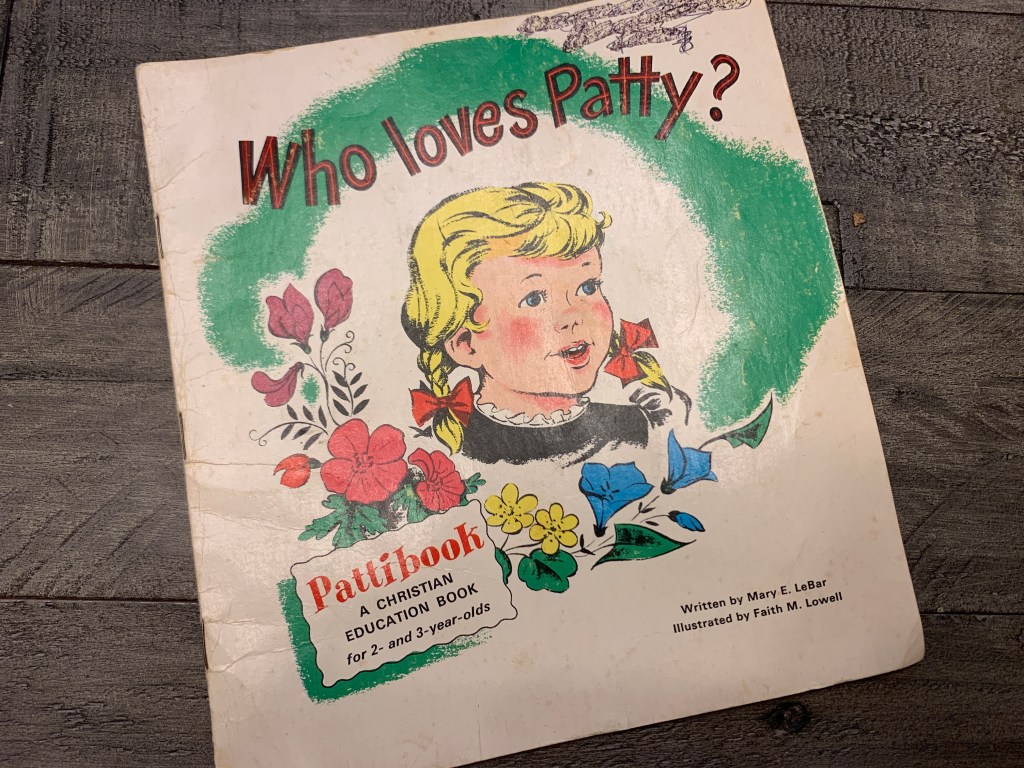 Who loves Patty?
Pattibook
A CHRISTIAN
EDUCATION BOOK
for 2- and 3-year-olds
Written by Mary E. LeBar
Illustrated by Faith M. Lowell